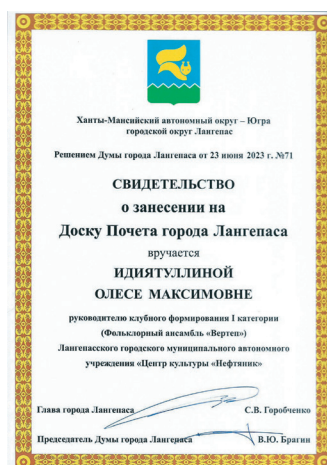 Ханты-Мансийский автономный округ – Югра
городской округ Лангепас
Решением Думы города Лангепаса от 23 июня 2023 г. №71
СВИДЕТЕЛЬСТВО
о занесении на
Доску Почета города Лангепаса
вручается
ИДИЯТУЛЛИНОЙ
ОЛЕСЕ МАКСИМОВНЕ
руководителю клубного формирования I категории
(Фольклорный ансамбль «Вертеп»)
Лангепасского городского муниципального автономного
учреждения «Центр культуры «Нефтяник»
Глава города Лангепаса С.В. Горобченко
Председатель Думы города Лангепаса В.Ю. Брагин